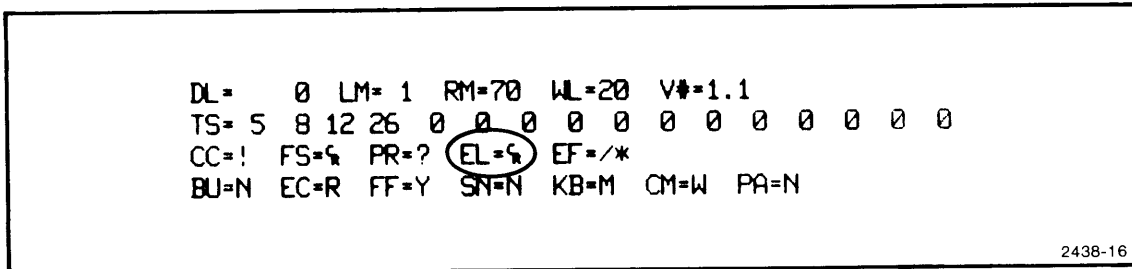 DL= 0 LM= 1 RM=70 WL=20 V#=1.1
TS= 5 8 12 26 0 0 0 0 0 0 0 0 0 0 0 0
CC=! FS=␍ PR=? EL=␍ EF=/*
BU=N EC=R FF=Y SN=N KB=M CM=W PA=N
2438-16